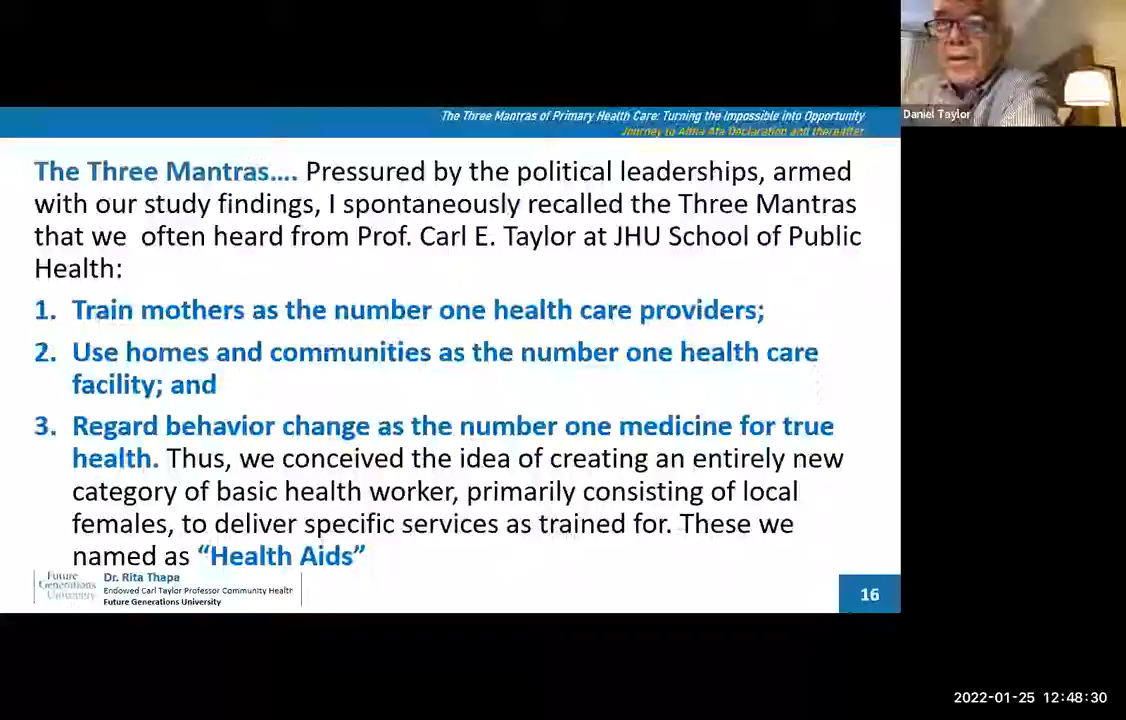 Daniel Taylor
The Three Mantras of Primary Health Care: Turning the Impossible into Opportunity
Journey to Alma Ata Declaration and thereafter
The Three Mantras.... Pressured by the political leaderships, armed
with our study findings, I spontaneously recalled the Three Mantras
that we often heard from Prof. Carl E. Taylor at JHU School of Public
Health:
1. Train mothers as the number one health care providers;
2. Use homes and communities as the number one health care
facility; and
3. Regard behavior change as the number one medicine for true
health. Thus, we conceived the idea of creating an entirely new
category of basic health worker, primarily consisting of local
females, to deliver specific services as trained for. These we
named as “Health Aids”
Future
Generations
University
Dr. Rita Thapa
Endowed Carl Taylor Professor Community Health
Future Generations University
16
2022-01-25 12:48:30